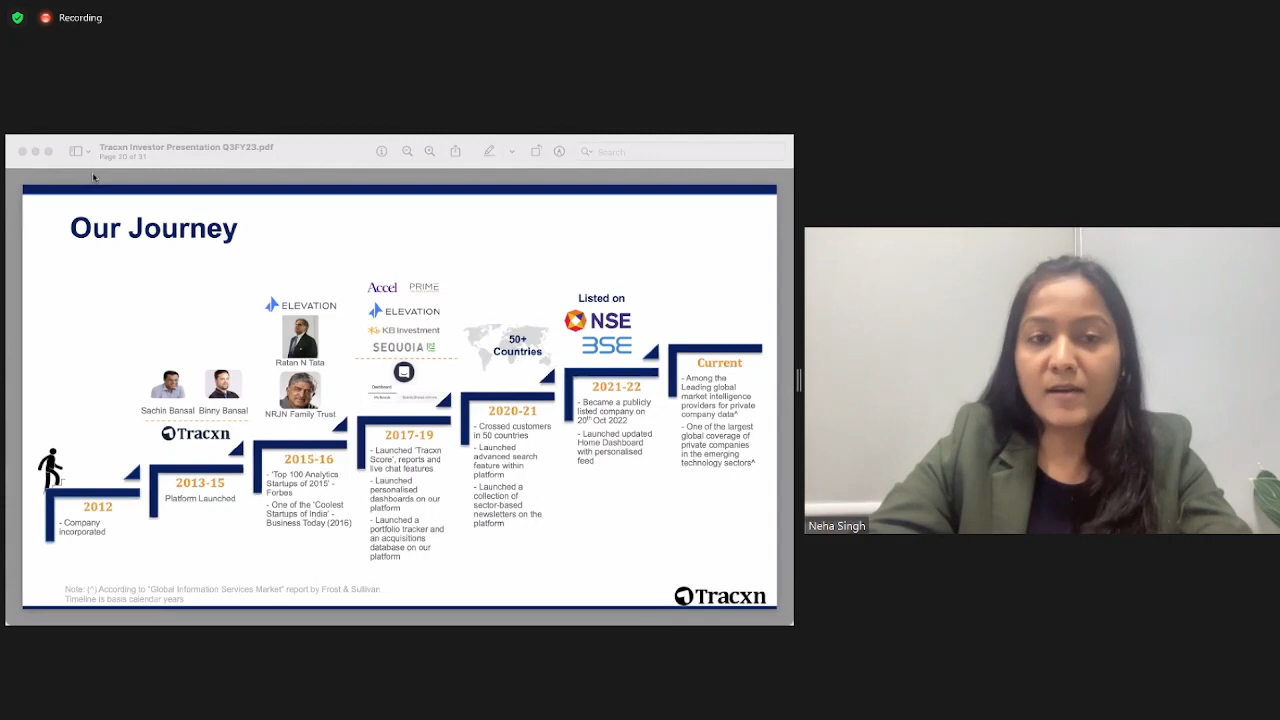 Recording
Tracxn Investor Presentation Q3FY23.pdf
Page 20 of 31
Search
Our Journey
2012
- Company
incorporated
Sachin Bansal
Binny Bansal
Tracxn
2013-15
Platform Launched
ELEVATION
Ratan N Tata
NRJN Family Trust
2015-16
- 'Top 100 Analytics
Startups of 2015' -
Forbes
- One of the 'Coolest
Startups of India' -
Business Today (2016)
Accel
PRIME
ELEVATION
KB Investment
SEQUOIA
Dashboard
2017-19
- Launched 'Tracxn
Score', reports and
live chat features
- Launched
personalised
dashboards on our
platform
- Launched a
portfolio tracker and
an acquisitions
database on our
platform
50+
Countries
2020-21
- Crossed customers
in 50 countries
- Launched
advanced search
feature within
platform
- Launched a
collection of
sector-based
newsletters on the
platform
Listed on
NSE
BSE
2021-22
- Became a publicly
listed company on
20th Oct 2022
- Launched updated
Home Dashboard
with personalised
feed
Current
- Among the
Leading global
market intelligence
providers for private
company data^
- One of the largest
global coverage of
private companies
in the emerging
technology sectors^
Note: (^) According to "Global Information Services Market" report by Frost & Sullivan
Timeline is basis calendar years
Tracxn
Neha Singh